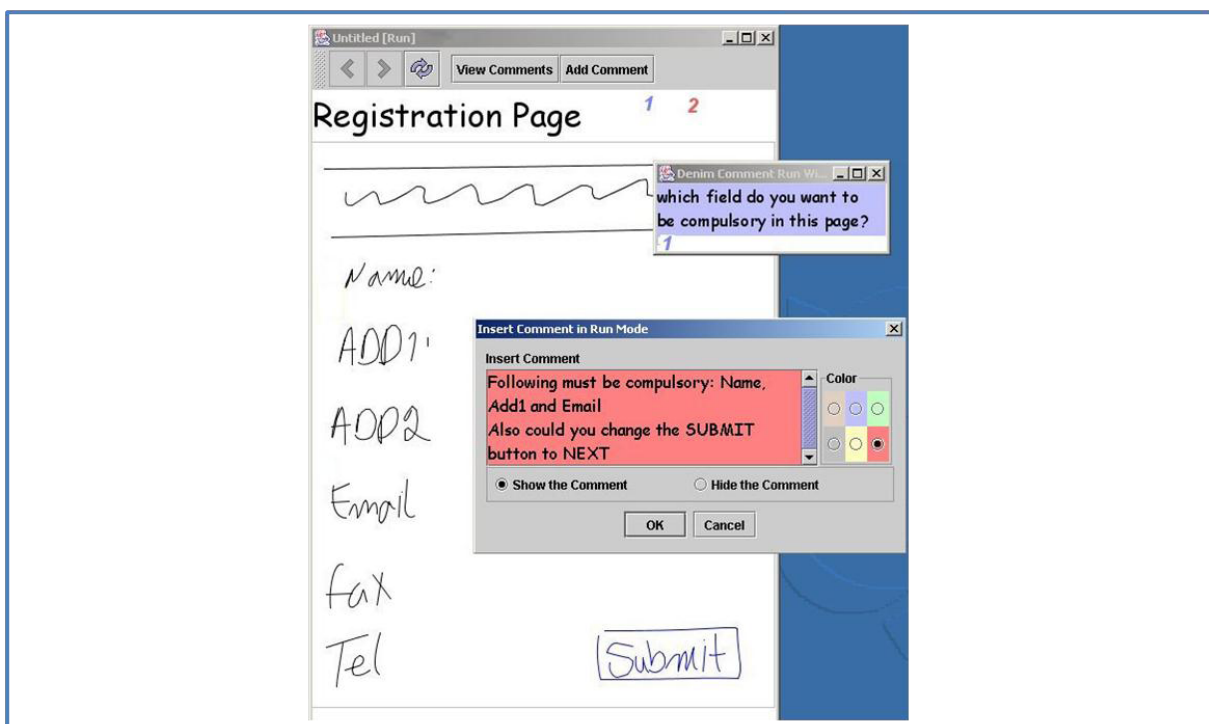 Untitled [Run]
View Comments Add Comment
Registration Page 1 2
Denim Comment Run Wi...
which field do you want to
be compulsory in this page?
1
Name:
ADD1:
Insert Comment in Run Mode
Insert Comment
Color
Following must be compulsory: Name,
Add1 and Email
Also could you change the SUBMIT
button to NEXT
ADD2
Show the Comment Hide the Comment
Email
OK Cancel
Fax
Tel
Submit